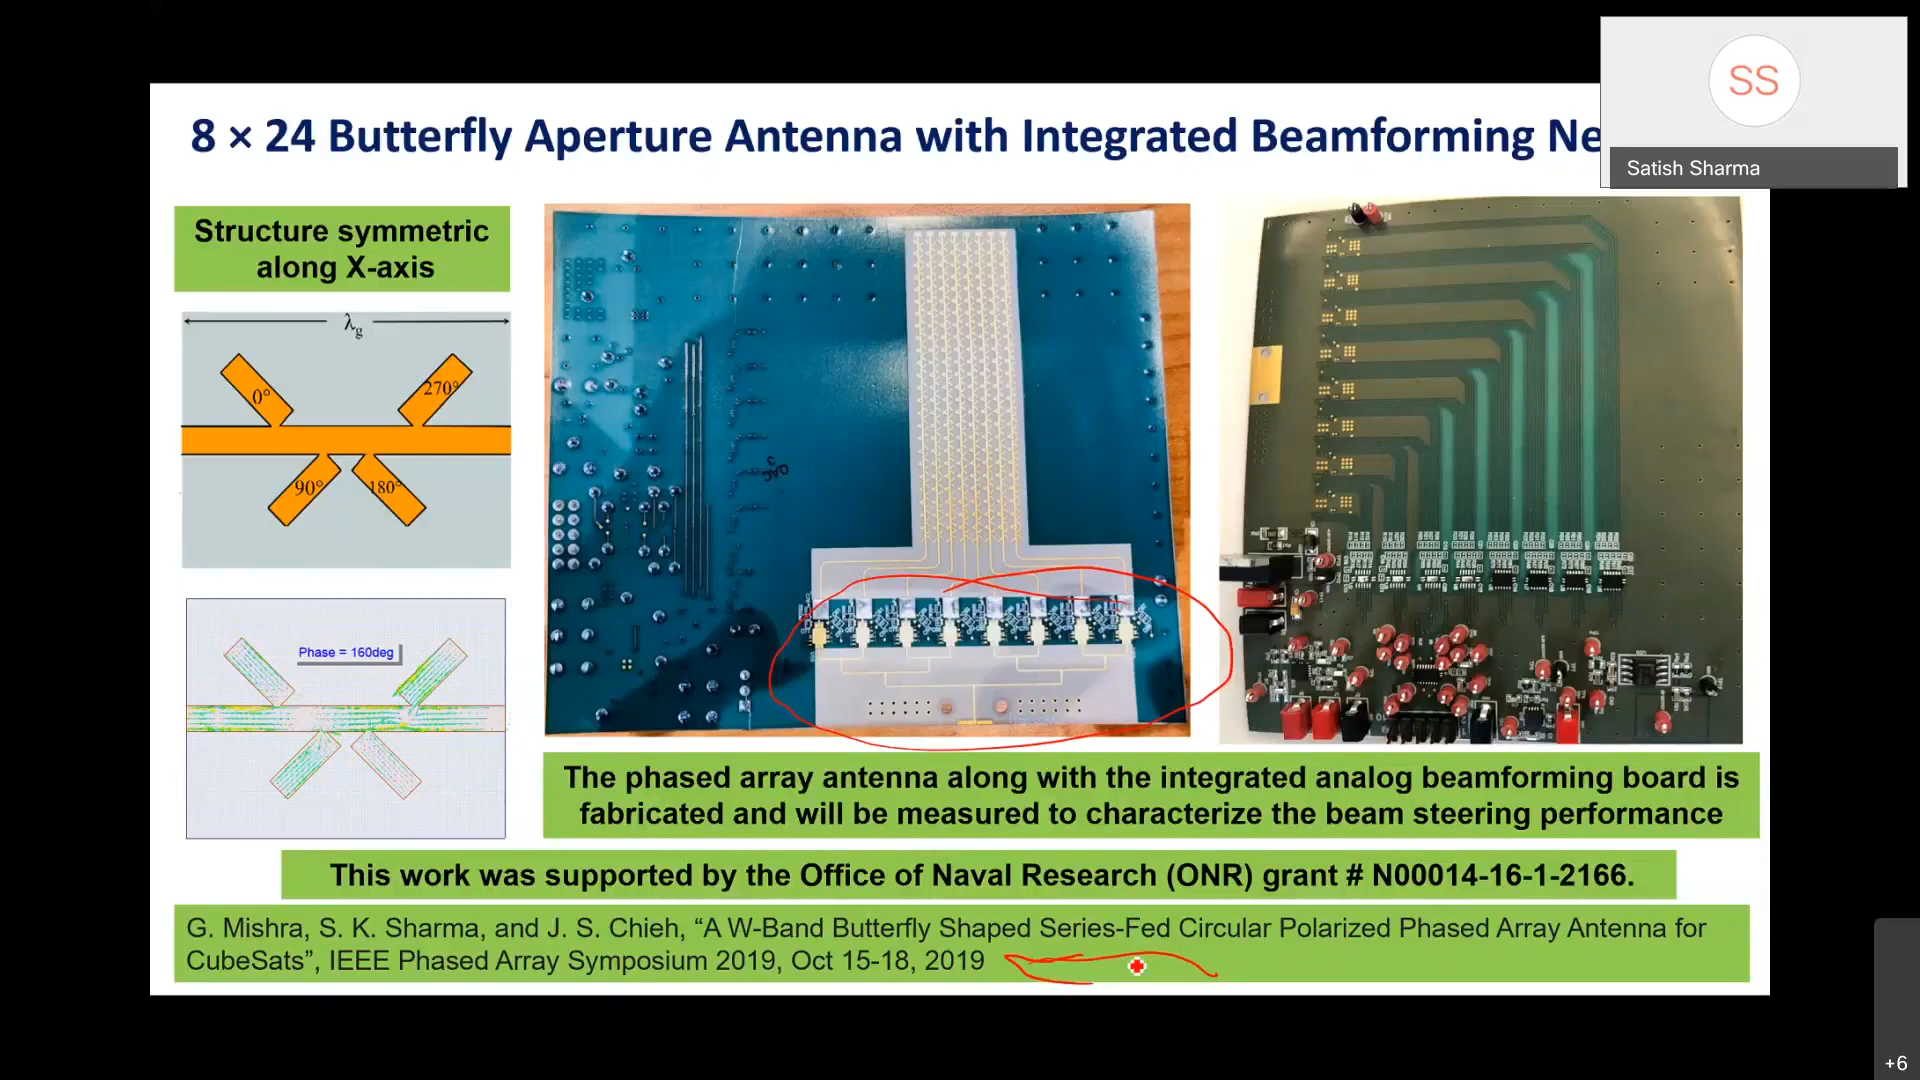 8 × 24 Butterfly Aperture Antenna with Integrated Beamforming Ne
SS
Satish Sharma
Structure symmetric
along X-axis
λg
0°
270°
90°
180°
Phase = 160deg
The phased array antenna along with the integrated analog beamforming board is
fabricated and will be measured to characterize the beam steering performance
This work was supported by the Office of Naval Research (ONR) grant # N00014-16-1-2166.
G. Mishra, S. K. Sharma, and J. S. Chieh, “A W-Band Butterfly Shaped Series-Fed Circular Polarized Phased Array Antenna for
CubeSats”, IEEE Phased Array Symposium 2019, Oct 15-18, 2019
+6